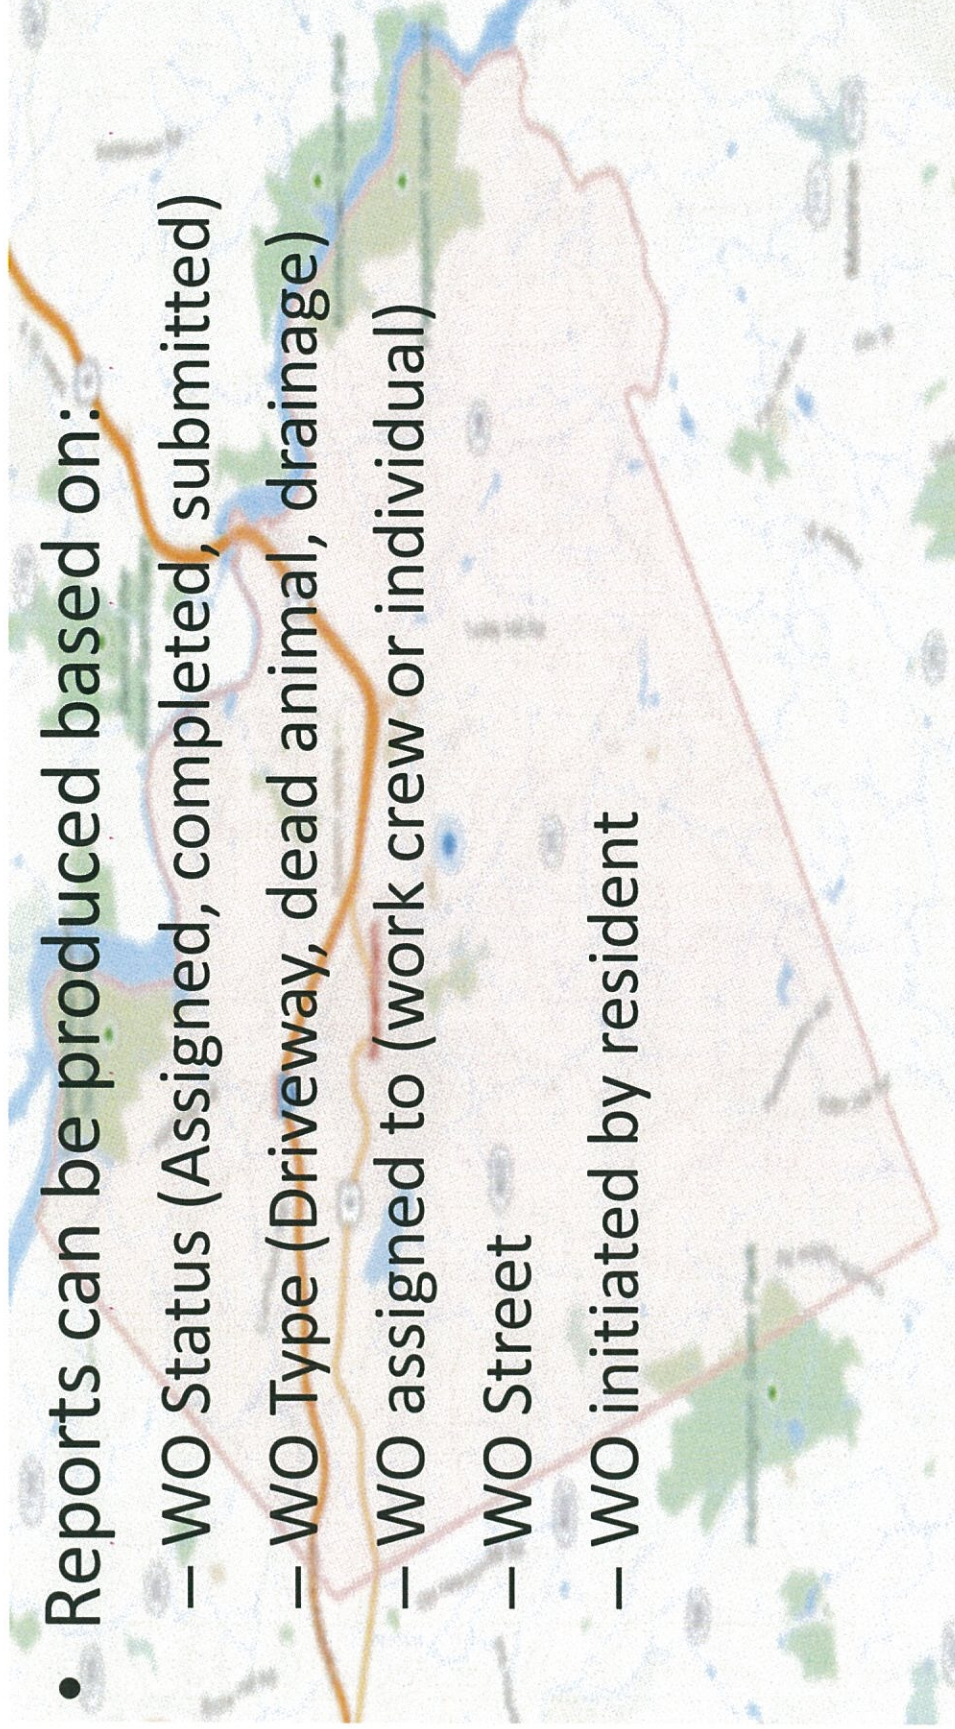 • Reports can be produced based on:
– WO Status (Assigned, completed, submitted)
– WO Type (Driveway, dead animal, drainage)
– WO assigned to (work crew or individual)
– WO Street
– WO initiated by resident